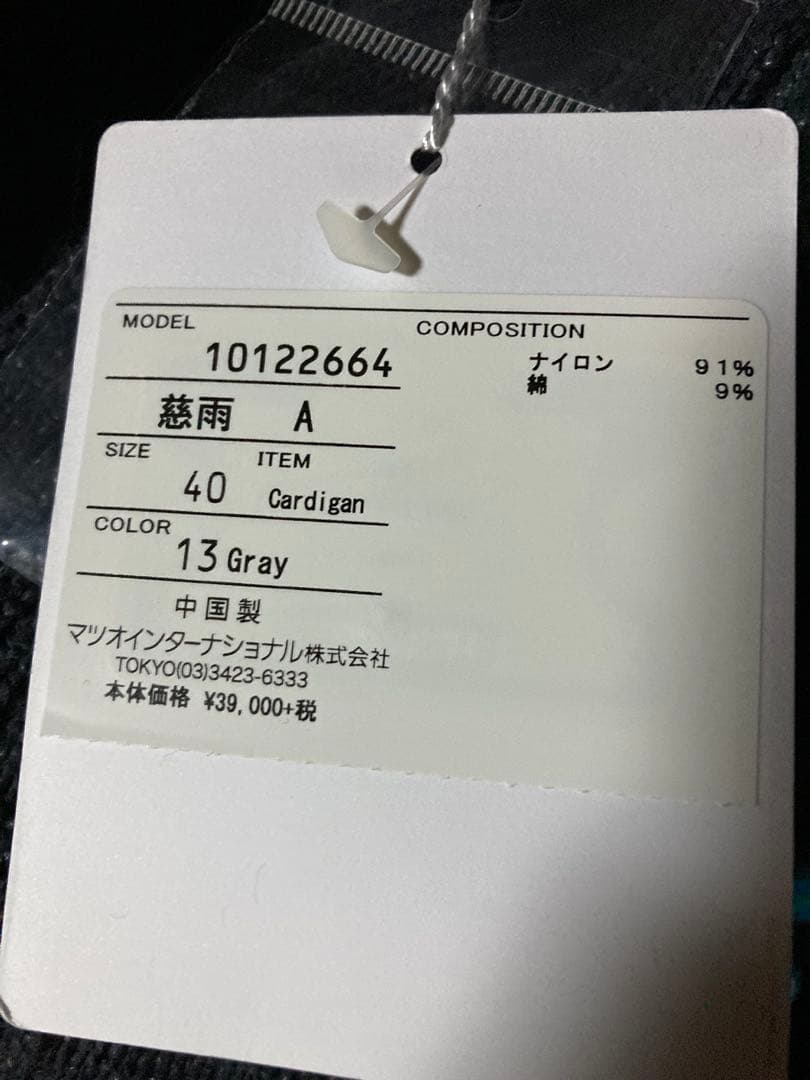 MODEL
10122664
慈雨 A
SIZE ITEM
40 Cardigan
COLOR
13 Gray
中国製
マツオインターナショナル株式会社
TOKYO(03)3423-6333
本体価格 ¥39,000+税
COMPOSITION
ナイロン 91%
綿 9%